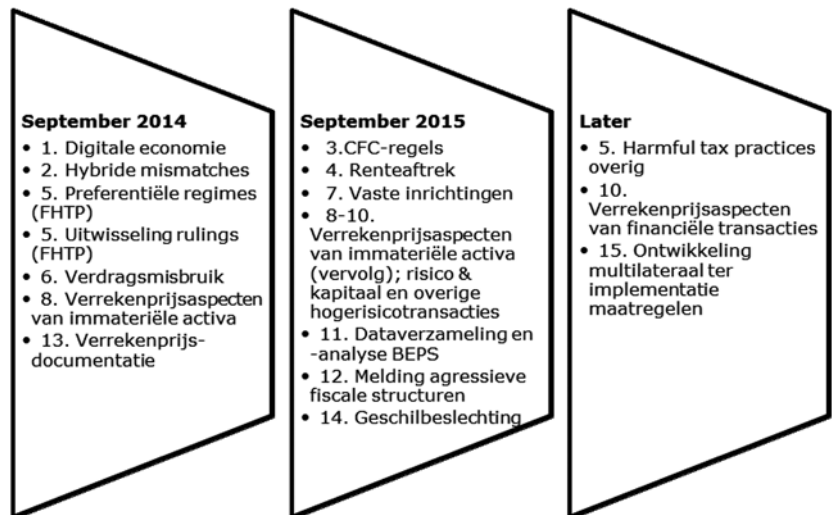 September 2014
• 1. Digitale economie
• 2. Hybride mismatches
• 5. Preferentiële regimes
(FHTP)
• 5. Uitwisseling rulings
(FHTP)
• 6. Verdragsmisbruik
• 8. Verrekenprijsaspecten
van immateriële activa
• 13. Verrekenprijs-
documentatie
September 2015
• 3.CFC-regels
• 4. Renteaftrek
• 7. Vaste inrichtingen
• 8-10.
Verrekenprijsaspecten
van immateriële activa
(vervolg); risico &
kapitaal en overige
hogerisicotransacties
• 11. Dataverzameling en
-analyse BEPS
• 12. Melding agressieve
fiscale structuren
• 14. Geschilbeslechting
Later
• 5. Harmful tax practices
overig
• 10.
Verrekenprijsaspecten
van financiële transacties
• 15. Ontwikkeling
multilateraal ter
implementatie
maatregelen